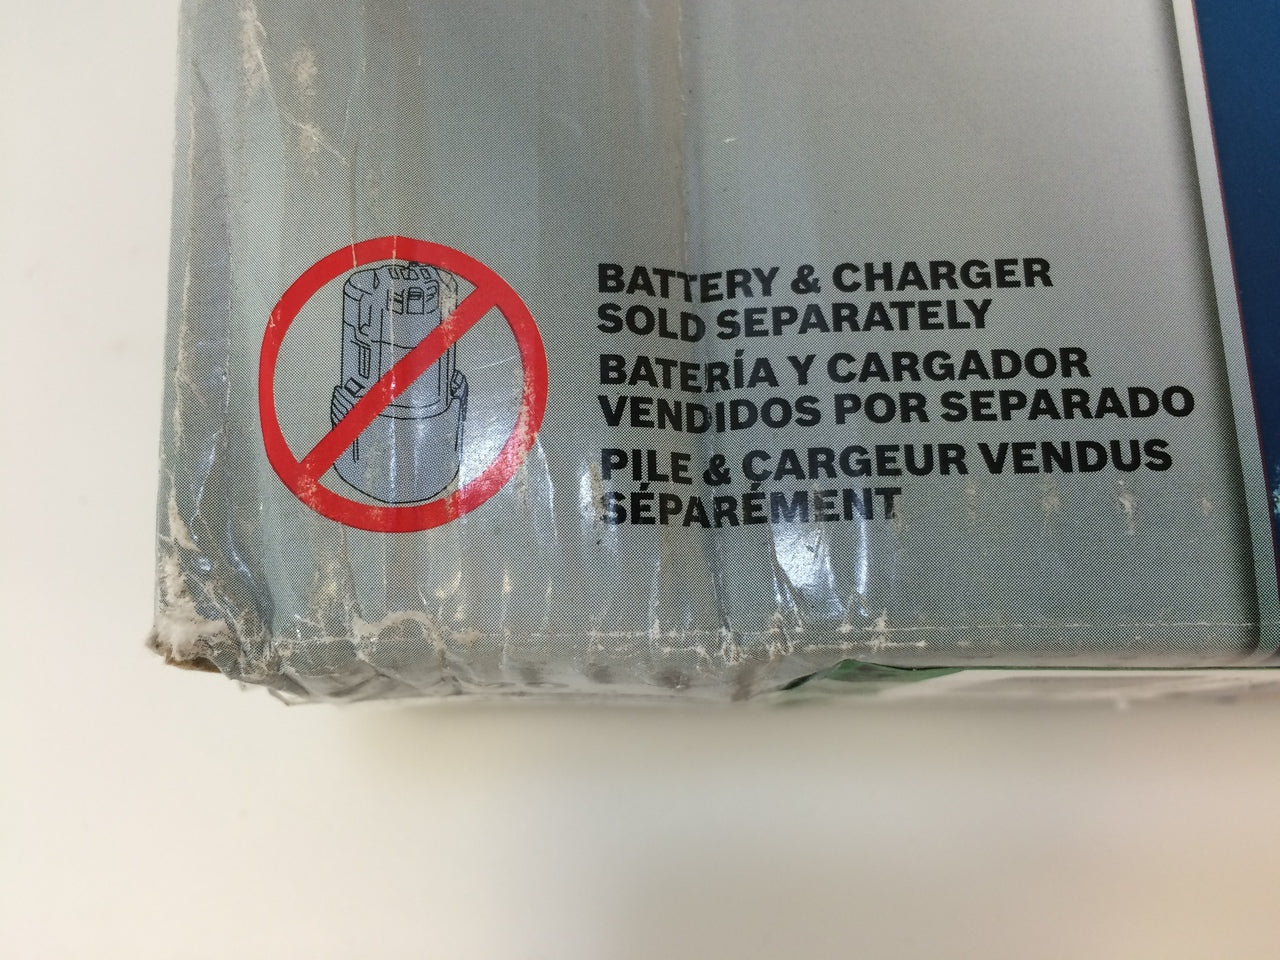 BATTERY & CHARGER
SOLD SEPARATELY
BATERÍA Y CARGADOR
VENDIDOS POR SEPARADO
PILE & CARGEUR VENDUS
SÉPARÉMENT